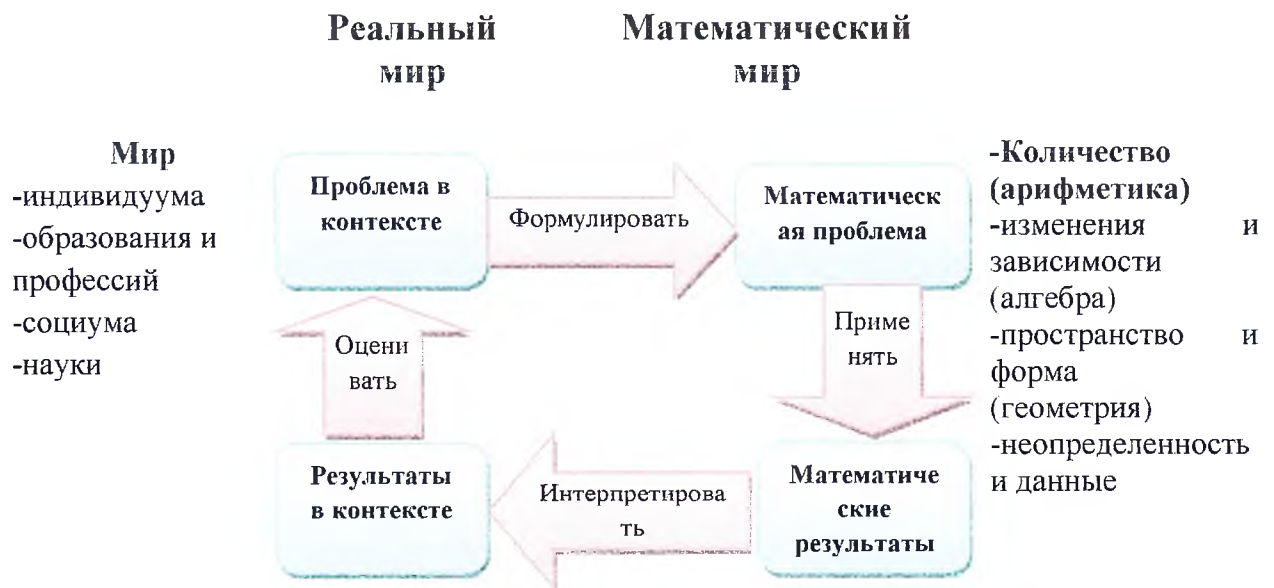 Реальный
мир
Математический
мир
Мир
-индивидуума
-образования и
профессий
-социума
-науки
Проблема в
контексте
Формулировать
Математическ
ая проблема
-Количество
(арифметика)
-изменения и
зависимости
(алгебра)
-пространство и
форма
(геометрия)
-неопределенность
и данные
Оцени
вать
Приме
нять
Результаты
в контексте
Интерпретирова
ть
Математиче
ские
результаты